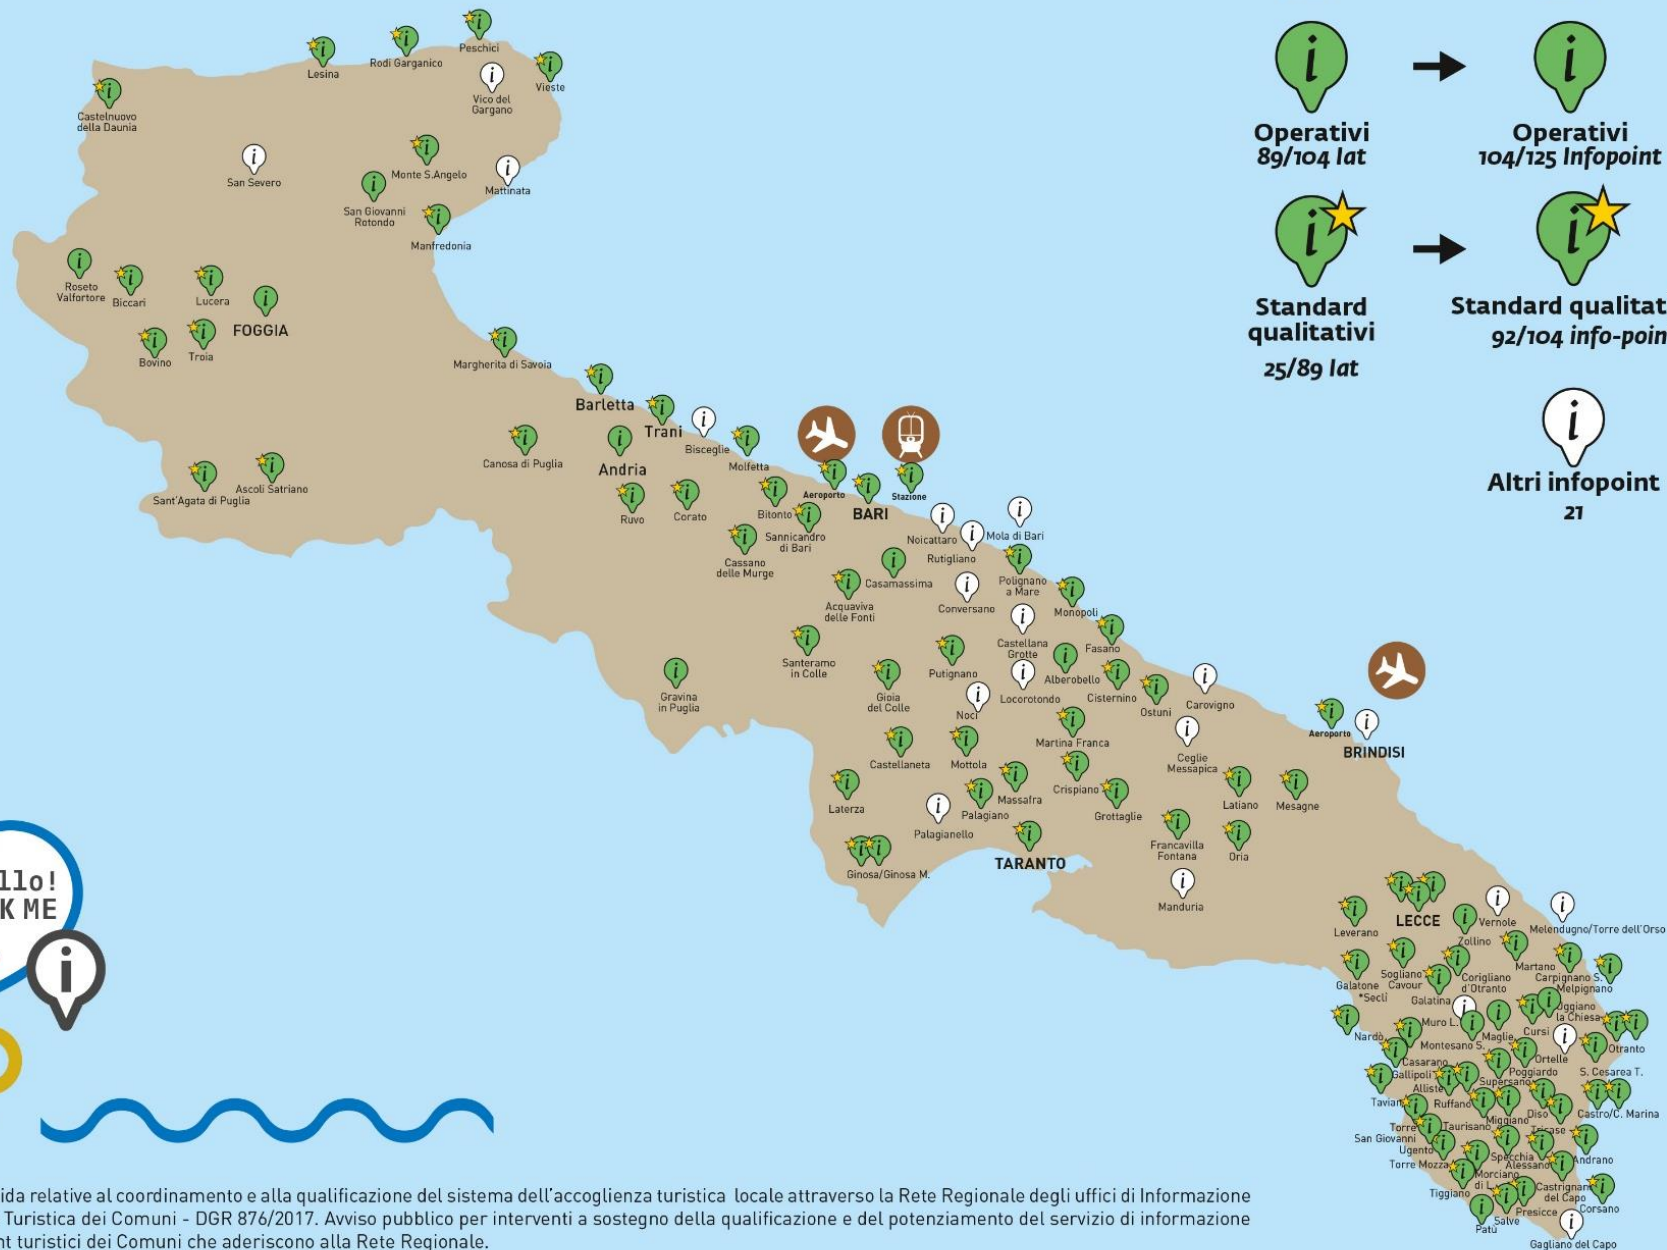 Peschici
Rodi Garganico
Lesina
Vieste
Vico del
Gargano
Castelnuovo
della Daunia
San Severo
Monte S.Angelo
Mattinata
San Giovanni
Rotondo
Manfredonia
Roseto
Valfortore
Biccari
Lucera
FOGGIA
Bovino
Troia
Margherita di Savoia
Barletta
Trani
Bisceglie
Canosa di Puglia
Andria
Molfetta
Sant'Agata di Puglia
Ascoli Satriano
Ruvo
Corato
Bitonto
Aeroporto
BARI
Stazione
Sannicandro
di Bari
Cassano
delle Murge
Noicattaro
Mola di Bari
Rutigliano
Casamassima
Polignano
a Mare
Acquaviva
delle Fonti
Conversano
Monopoli
Castellana
Grotte
Fasano
Santeramo
in Colle
Putignano
Alberobello
Gravina
in Puglia
Gioia
del Colle
Locorotondo
Cisternino
Ostuni
Carovigno
Noci
Martina Franca
Aeroporto
BRINDISI
Castellaneta
Mottola
Ceglie
Messapica
Laterza
Massafra
Crispiano
Latiano
Mesagne
Palagiano
Grottaglie
Palagianello
TARANTO
Francavilla
Fontana
Oria
Ginosa/Ginosa M.
Manduria
Leverano
LECCE
Vernole
Melendugno/Torre dell'Orso
Zollino
Martano
Sogliano
Cavour
Corigliano
d'Otranto
Carpignano S.
Melpignano
Galatone
*Seclì
Galatina
Oggiano
la Chiesa
Nardò
Muro L.
Maglie
Cursi
Otranto
Montesano S.
Casarano
Ortelle
Gallipoli
Poggiardo
S. Cesarea T.
Alliste
Supersano
Taviano
Ruffano
Miggiano
Diso
Castro/C. Marina
Torre
San Giovanni
Taurisano
Tricase
Ugento
Torre Mozza
Specchia
Alessano
Andrano
Morciano
di L.
Tiggiano
Castrignano
del Capo
Corsano
Presicce
Patù
Salve
Gagliano del Capo
Operativi
89/104 Iat
Operativi
104/125 Infopoint
Standard
qualitativi
25/89 Iat
Standard qualitat
92/104 info-poin
Altri infopoint
21
llo!
K ME
ida relative al coordinamento e alla qualificazione del sistema dell'accoglienza turistica locale attraverso la Rete Regionale degli uffici di Informazione
Turistica dei Comuni - DGR 876/2017. Avviso pubblico per interventi a sostegno della qualificazione e del potenziamento del servizio di informazione
nt turistici dei Comuni che aderiscono alla Rete Regionale.